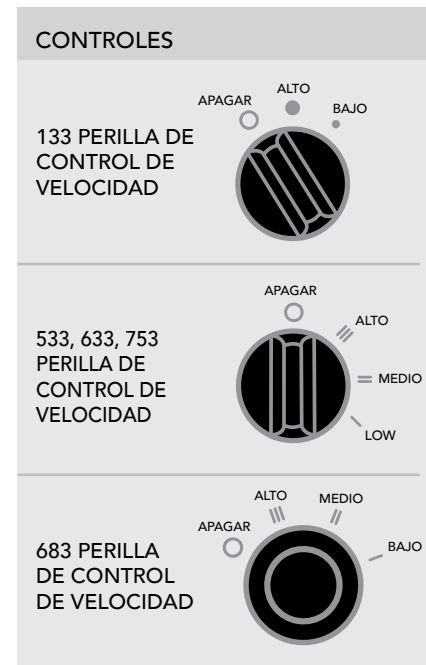 CONTROLES
APAGAR
ALTO
BAJO
133 PERILLA DE
CONTROL DE
VELOCIDAD
APAGAR
ALTO
MEDIO
LOW
533, 633, 753
PERILLA DE
CONTROL DE
VELOCIDAD
APAGAR
ALTO
MEDIO
BAJO
683 PERILLA
DE CONTROL
DE VELOCIDAD